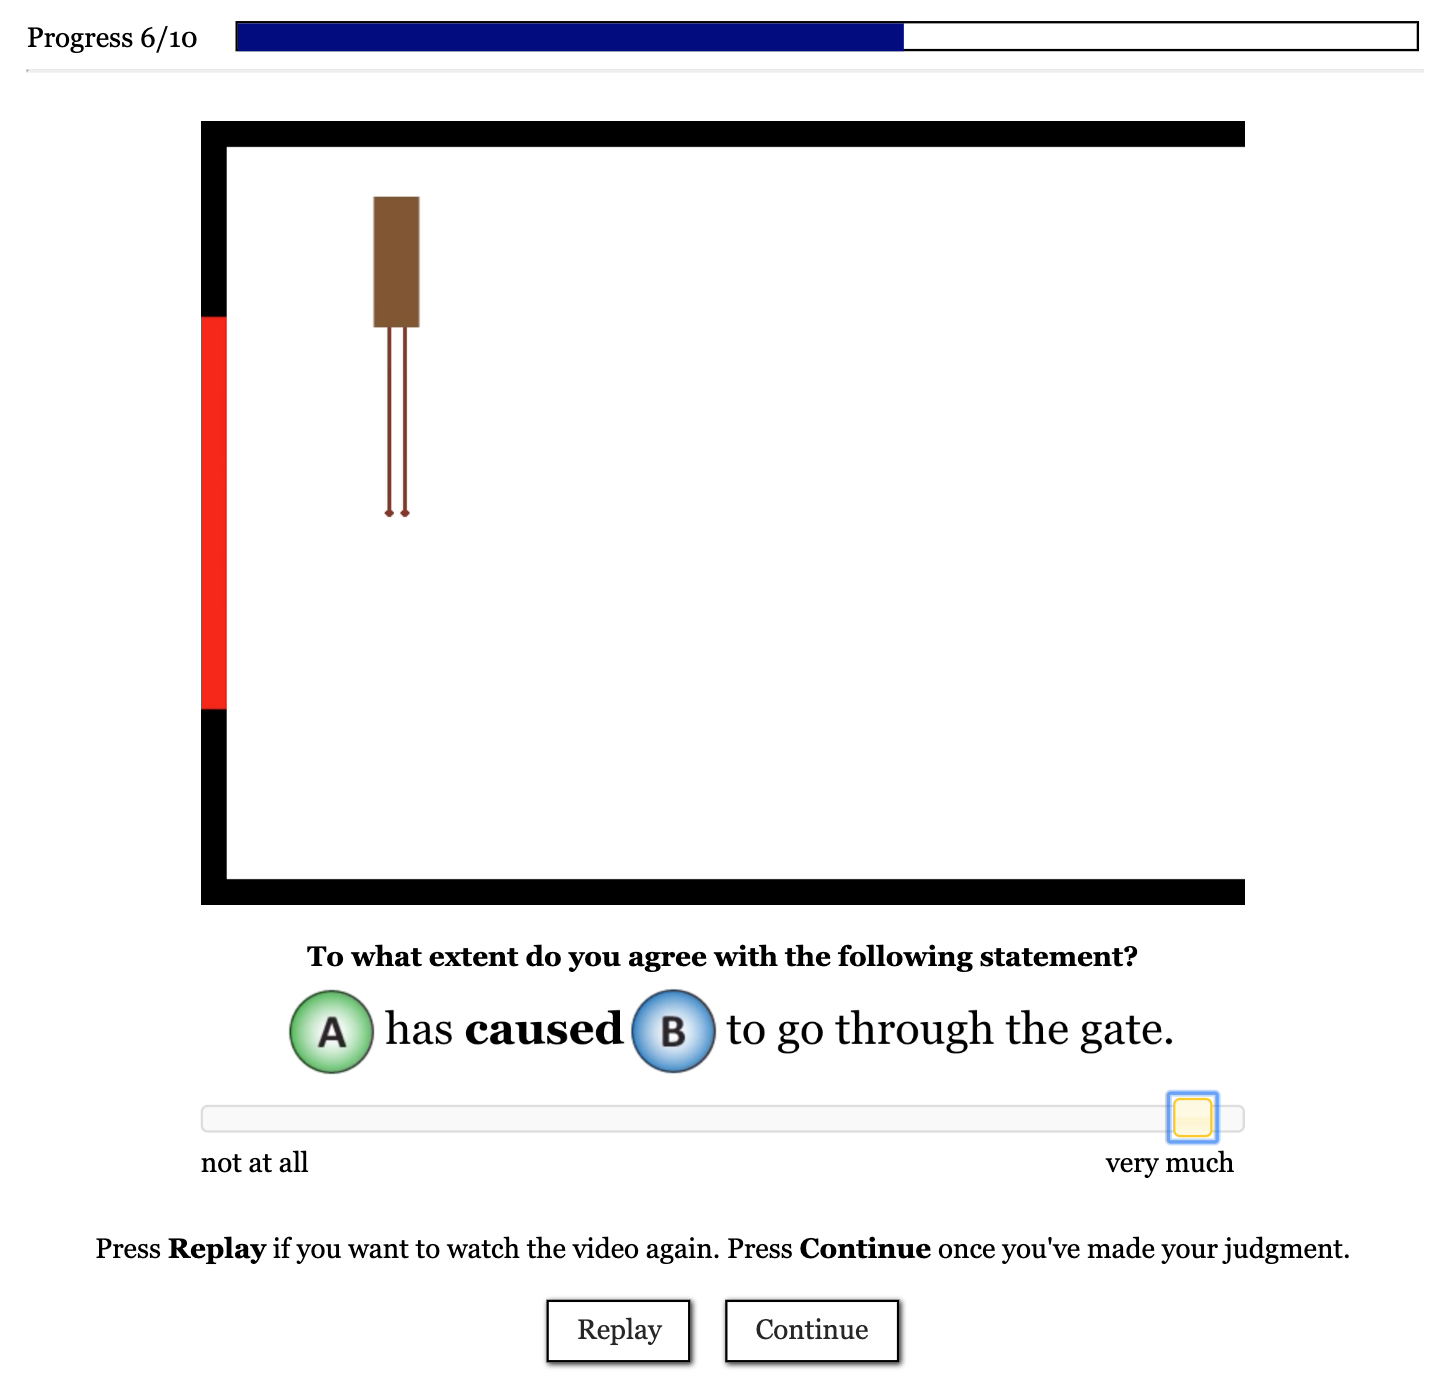 Progress 6/10
To what extent do you agree with the following statement?
A has caused B to go through the gate.
not at all very much
Press Replay if you want to watch the video again. Press Continue once you've made your judgment.
Replay Continue